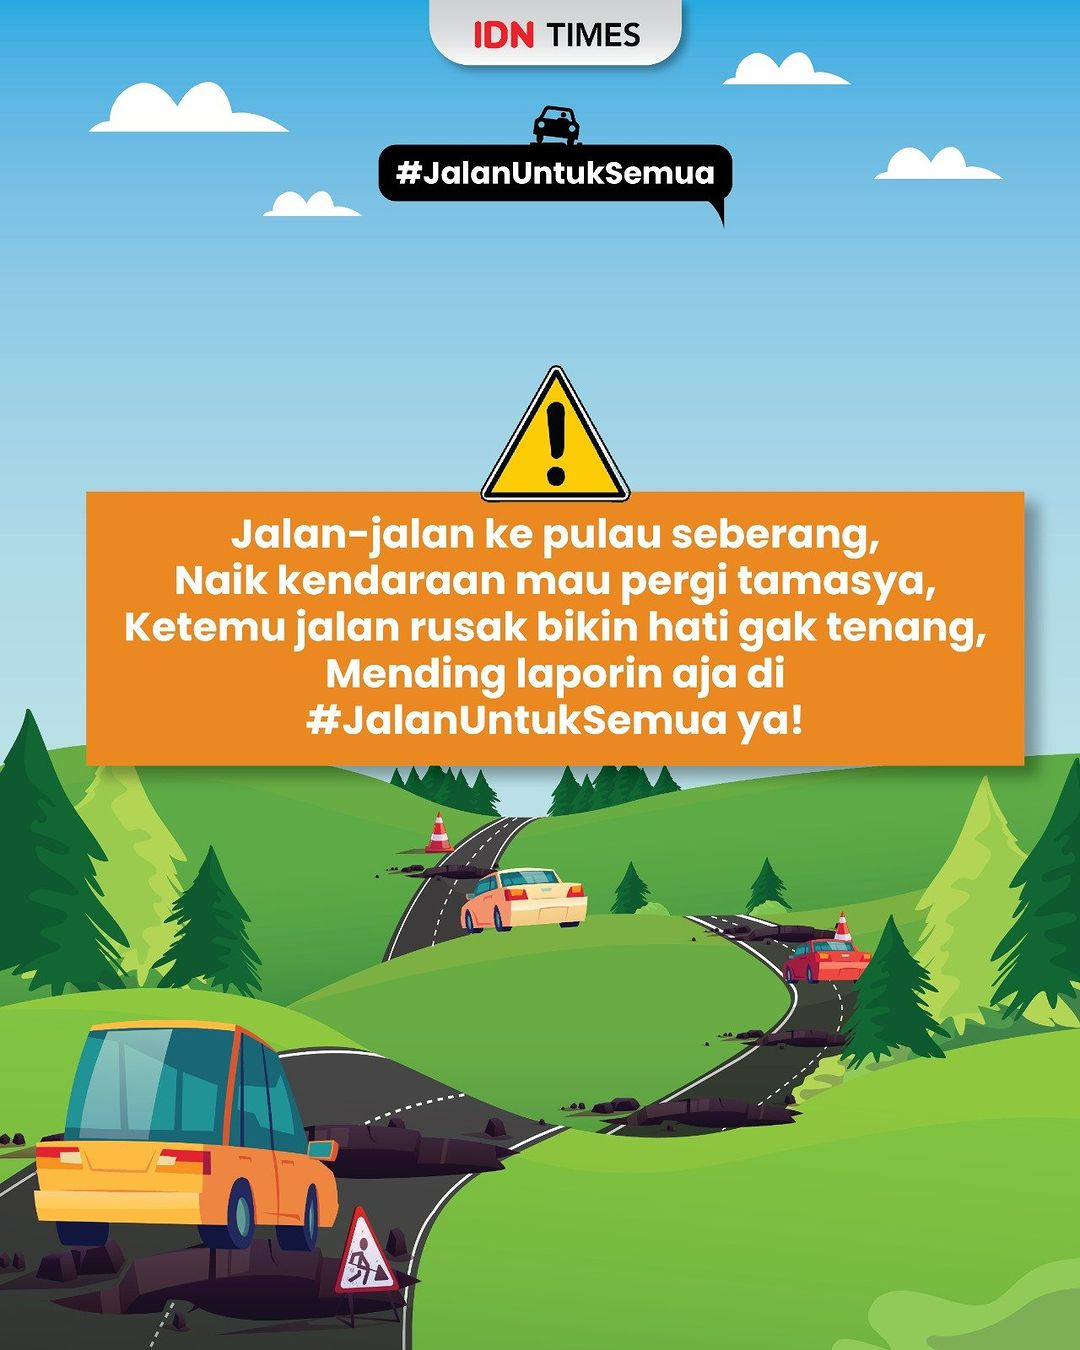 IDN TIMES
#JalanUntukSemua
Jalan-jalan ke pulau seberang,
Naik kendaraan mau pergi tamasya,
Ketemu jalan rusak bikin hati gak tenang,
Mending laporin aja di
#JalanUntukSemua ya!